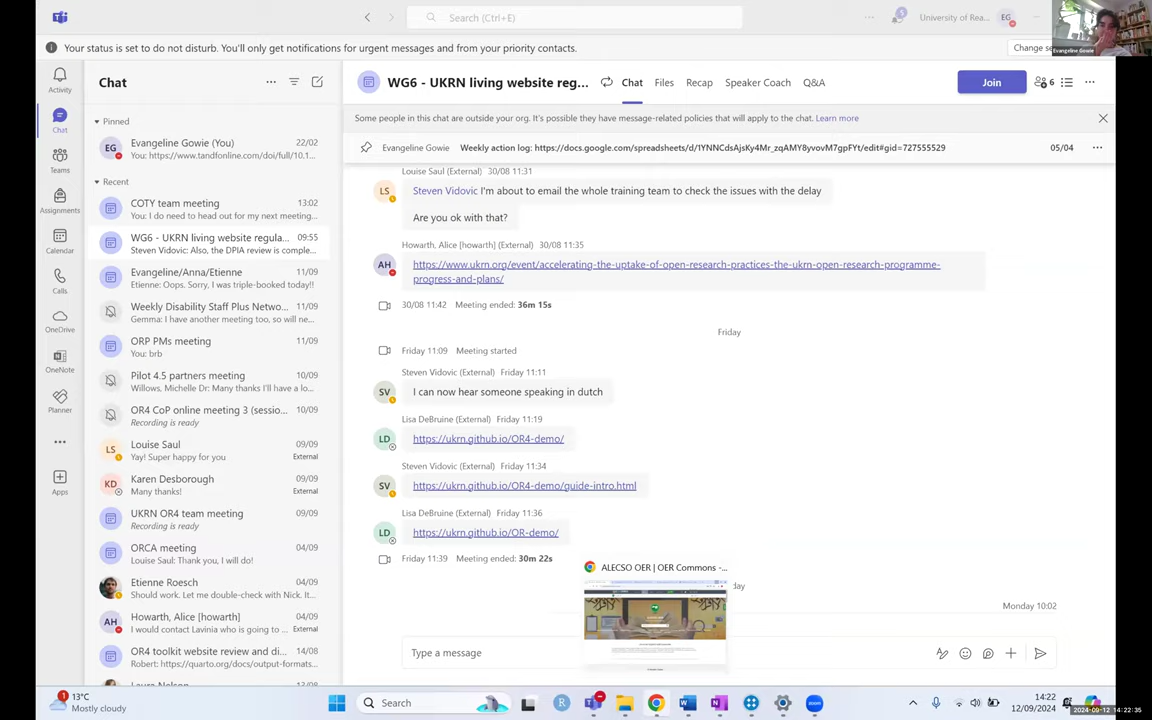 Search (Ctrl+E)
University of Rea...
EG
Your status is set to do not disturb. You'll only get notifications for urgent messages and from your priority contacts.
Change se
Evangeline Gowie
Activity
Chat
Teams
Assignments
Calendar
Calls
OneDrive
OneNote
Planner
Apps
Chat
Pinned
EG
Evangeline Gowie (You)
22/02
You: https://www.tandfonline.com/doi/full/10.1...
Recent
COTY team meeting
13:02
You: I do need to head out for my next meeting...
WG6 - UKRN living website regula...
09:55
Steven Vidovic: Also, the DPIA review is comple...
Evangeline/Anna/Etienne
11/09
Etienne: Oops. Sorry, I was triple-booked today!!
Weekly Disability Staff Plus Netwo...
11/09
Gemma: I have another meeting too, so will ne...
ORP PMs meeting
11/09
You: brb
Pilot 4.5 partners meeting
10/09
Willows, Michelle Dr: Many thanks! I'll have a lo...
OR4 CoP online meeting 3 (sessio...
10/09
Recording is ready
LS
Louise Saul
09/09
Yay! Super happy for you
External
KD
Karen Desborough
09/09
Many thanks!
External
UKRN OR4 team meeting
09/09
Recording is ready
ORCA meeting
04/09
Louise Saul: Thank you, I will do!
External
Etienne Roesch
04/09
Should work. Let me double-check with Nick. It...
External
AH
Howarth, Alice [howarth]
04/09
I would contact Lavinia who is going to ...
External
OR4 toolkit website review and di...
14/08
Robert: https://quarto.org/docs/output-formats...
WG6 - UKRN living website reg...
Chat
Files
Recap
Speaker Coach
Q&A
Join
6
Some people in this chat are outside your org. It's possible they have message-related policies that will apply to the chat. Learn more
Evangeline Gowie
Weekly action log: https://docs.google.com/spreadsheets/d/1YNNCdsAjsKy4Mr_zqAMY8yvovM7gpFYt/edit#gid=727555529
05/04
Louise Saul (External) 30/08 11:31
LS
Steven Vidovic I'm about to email the whole training team to check the issues with the delay
Are you ok with that?
Howarth, Alice [howarth] (External) 30/08 11:35
AH
https://www.ukrn.org/event/accelerating-the-uptake-of-open-research-practices-the-ukrn-open-research-programme-
progress-and-plans/
30/08 11:42 Meeting ended: 36m 15s
Friday
Friday 11:09 Meeting started
Steven Vidovic (External) Friday 11:11
SV
I can now hear someone speaking in dutch
Lisa DeBruine (External) Friday 11:19
LD
https://ukrn.github.io/OR4-demo/
Steven Vidovic (External) Friday 11:34
SV
https://ukrn.github.io/OR4-demo/guide-intro.html
Lisa DeBruine (External) Friday 11:36
LD
https://ukrn.github.io/OR-demo/
Friday 11:39 Meeting ended: 30m 22s
ALECSO OER | OER Commons -...
day
Monday 10:02
Type a message
13°C
Mostly cloudy
1
Search
14:22
12/09/2024
2024-09-12 14:22:35